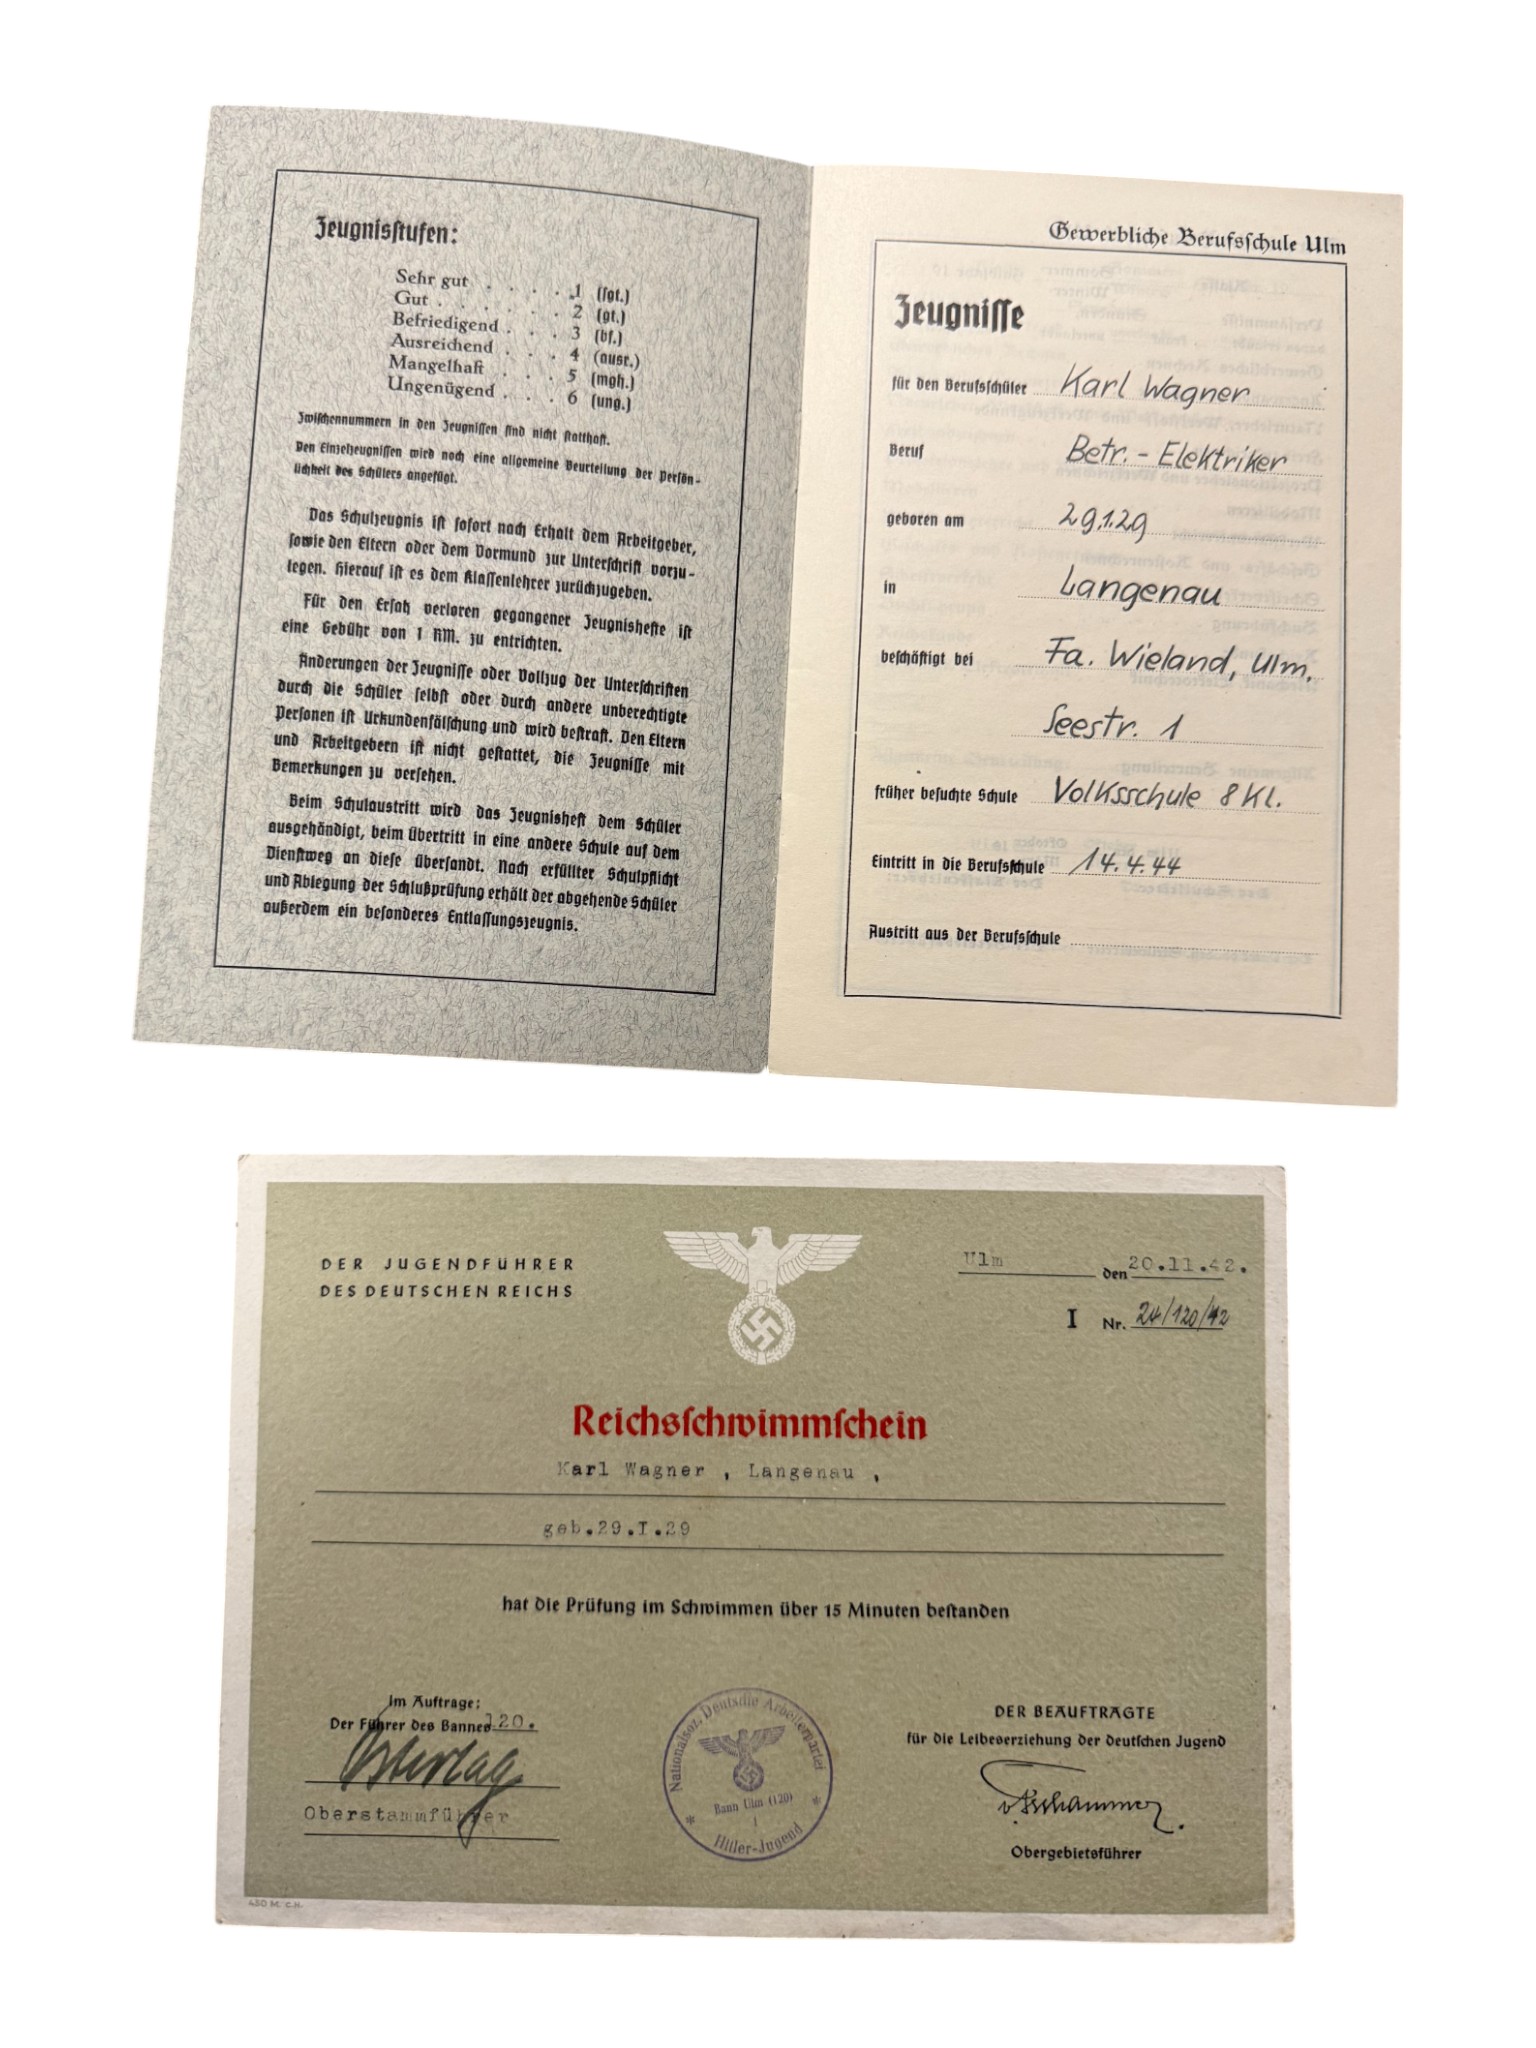 Zeugnisstufen:
Sehr gut . . . . 1 (sgt.)
Gut . . . . . . 2 (gt.)
Befriedigend . . . 3 (bf.)
Ausreichend . . . 4 (ausr.)
Mangelhaft . . . 5 (mgh.)
Ungenügend . . . 6 (ung.)
Zwischennummern in den Zeugnissen sind nicht statthaft.
Den Einzelzeugnissen wird noch eine allgemeine Beurteilung der Persön-
lichkeit des Schülers angefügt.
Das Schulzeugnis ist sofort nach Erhalt dem Arbeitgeber,
sowie den Eltern oder dem Vormund zur Unterschrift vorzu-
legen. Hierauf ist es dem Klassenlehrer zurückzugeben.
Für den Ersatz verloren gegangener Zeugnishefte ist
eine Gebühr von 1 RM. zu entrichten.
Änderungen der Zeugnisse oder Vollzug der Unterschriften
durch die Schüler selbst oder durch andere unberechtigte
Personen ist Urkundenfälschung und wird bestraft. Den Eltern
und Arbeitgebern ist nicht gestattet, die Zeugnisse mit
Bemerkungen zu versehen.
Beim Schulaustritt wird das Zeugnisheft dem Schüler
ausgehändigt, beim Übertritt in eine andere Schule auf dem
Dienstweg an diese übersandt. Nach erfüllter Schulpflicht
und Ablegung der Schlußprüfung erhält der abgehende Schüler
außerdem ein besonderes Entlassungszeugnis.
Gewerbliche Berufsschule Ulm
Zeugnisse
für den Berufsschüler Karl Wagner
Beruf Betr.-Elektriker
geboren am 29.1.29
in Langenau
beschäftigt bei Fa. Wieland, Ulm,
Seestr. 1
früher besuchte Schule Volksschule 8 Kl.
Eintritt in die Berufsschule 14.4.44
Austritt aus der Berufsschule
DER JUGENDFÜHRER
DES DEUTSCHEN REICHS
Ulm den 20.11.42.
I Nr. 24/120/42
Reichsschwimmschein
Karl Wagner , Langenau ,
geb.29.I.29
hat die Prüfung im Schwimmen über 15 Minuten bestanden
Im Auftrage:
Der Führer des Bannes 120.
Ostertag
Oberstammführer
Nationalsoz. Deutsche Arbeiterpartei
Bann Ulm (120)
1
* Hitler-Jugend *
DER BEAUFTRAGTE
für die Leibeserziehung der deutschen Jugend
v. Tschammer
Obergebietsführer
430 M. C.H.